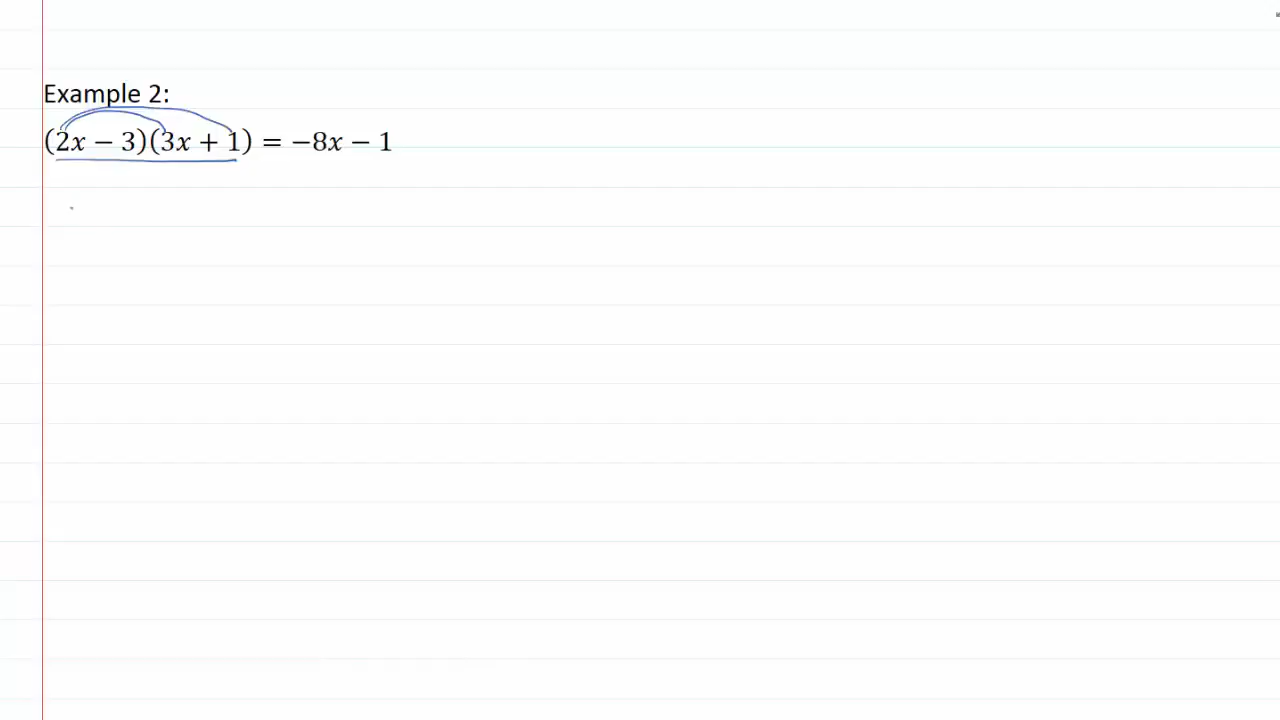 Example 2:
(2x − 3)(3x + 1) = −8x − 1